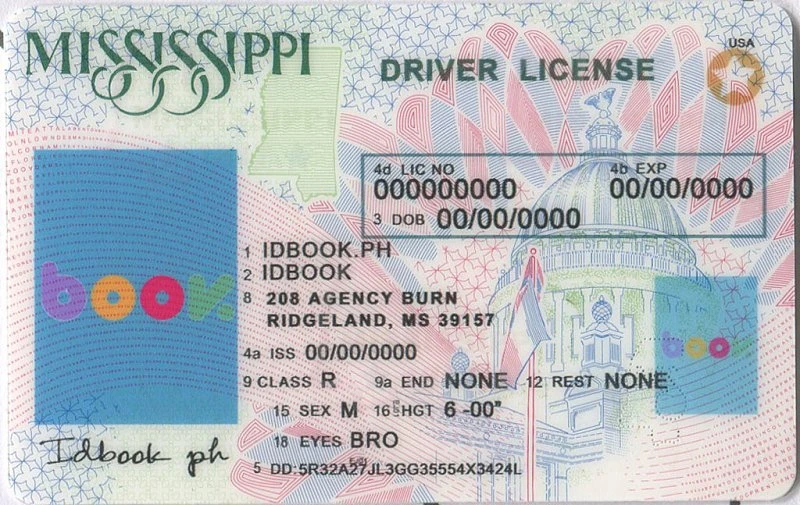 MISSISSIPPI
DRIVER LICENSE
USA
4d LIC NO 4b EXP
000000000 00/00/0000
3 DOB 00/00/0000
1 IDBOOK.PH
2 IDBOOK
8 208 AGENCY BURN
RIDGELAND, MS 39157
4a ISS 00/00/0000
9 CLASS R 9a END NONE 12 REST NONE
15 SEX M 16 HGT 6 -00"
18 EYES BRO
5 DD:5R32A27JL3GG35554X3424L
book
book
Idbook ph